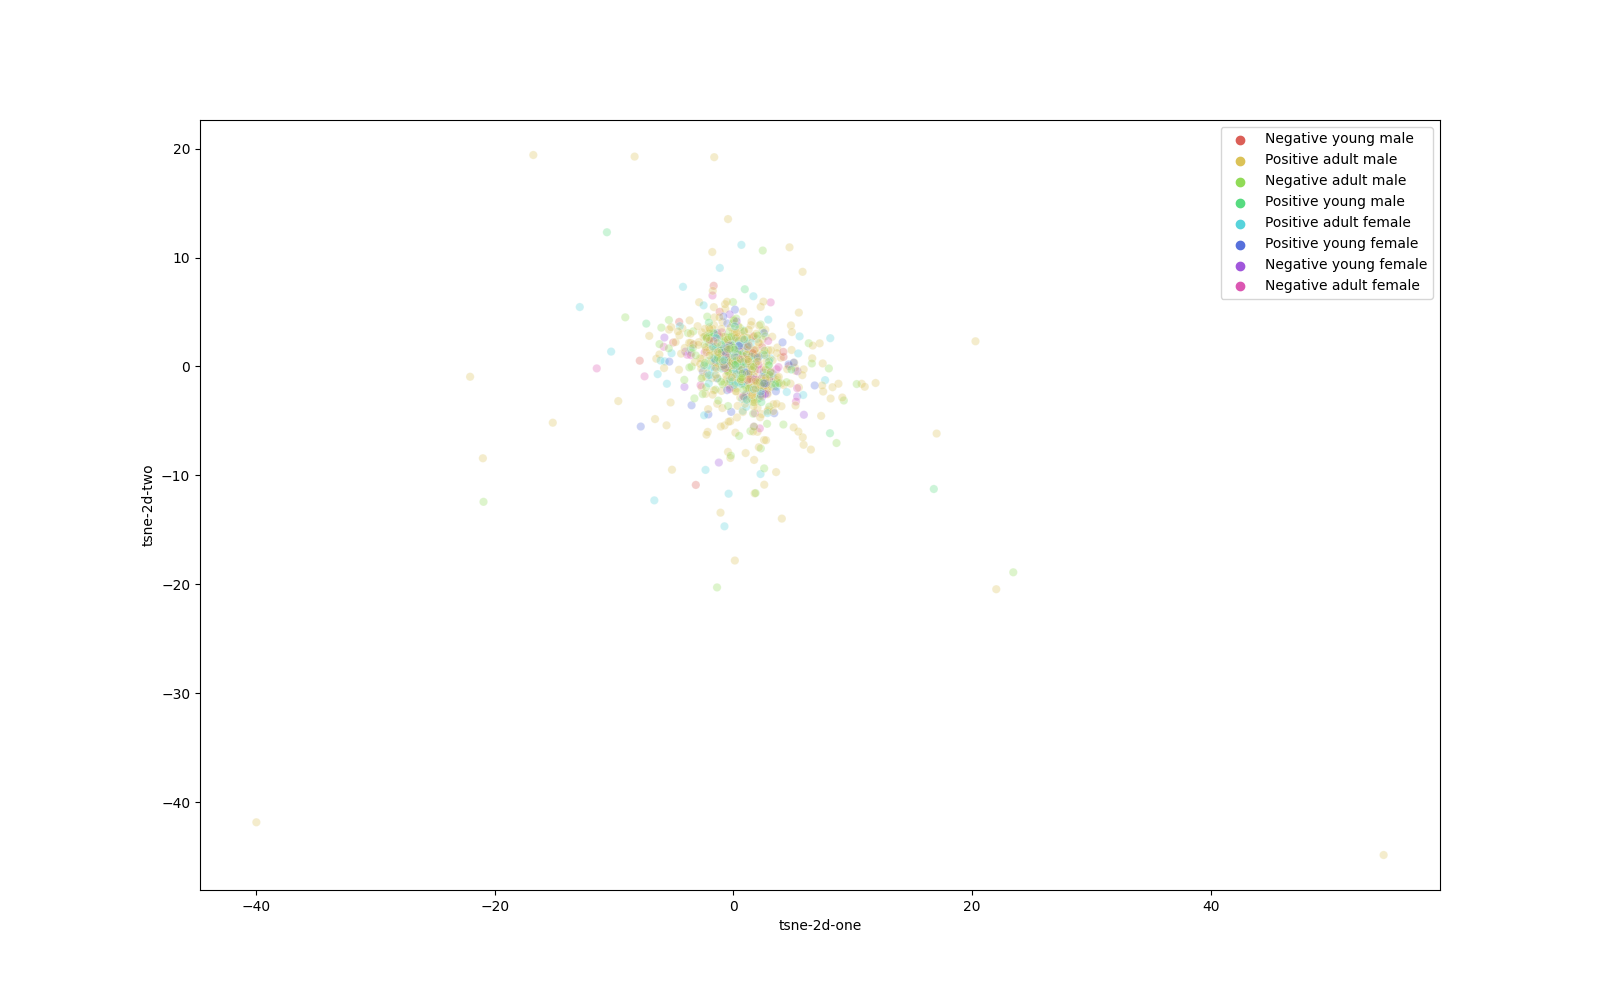 Negative young male
Positive adult male
Negative adult male
Positive young male
Positive adult female
Positive young female
Negative young female
Negative adult female
20
10
0
−10
−20
−30
−40
tsne-2d-two
−40
−20
0
20
40
tsne-2d-one